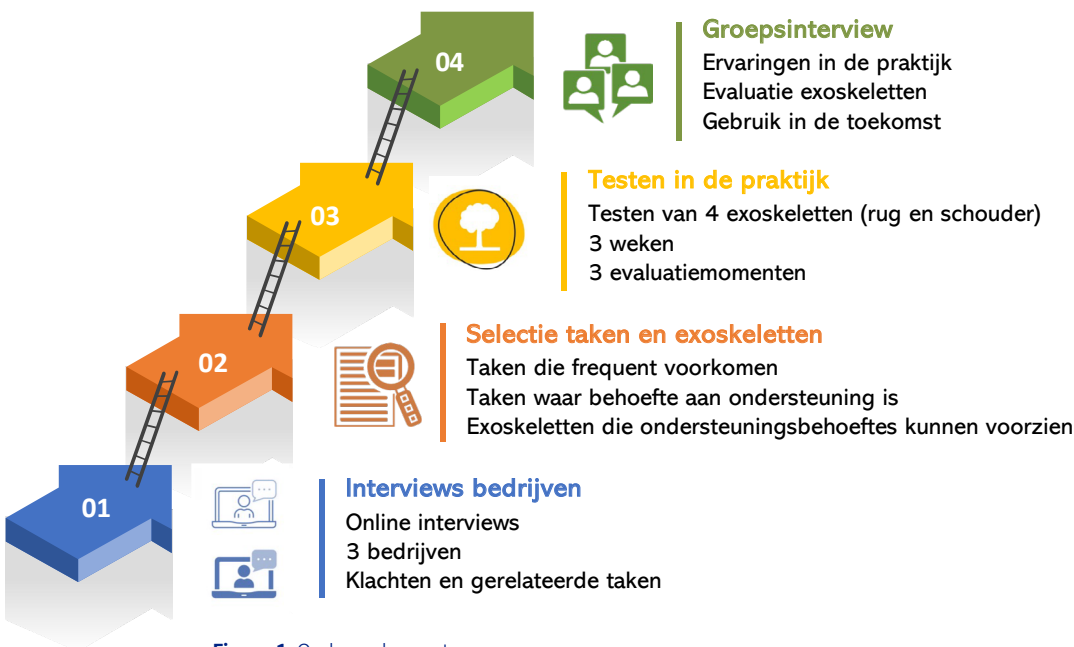 04
Groepsinterview
Ervaringen in de praktijk
Evaluatie exoskeletten
Gebruik in de toekomst
03
Testen in de praktijk
Testen van 4 exoskeletten (rug en schouder)
3 weken
3 evaluatiemomenten
02
Selectie taken en exoskeletten
Taken die frequent voorkomen
Taken waar behoefte aan ondersteuning is
Exoskeletten die ondersteuningsbehoeftes kunnen voorzien
01
Interviews bedrijven
Online interviews
3 bedrijven
Klachten en gerelateerde taken